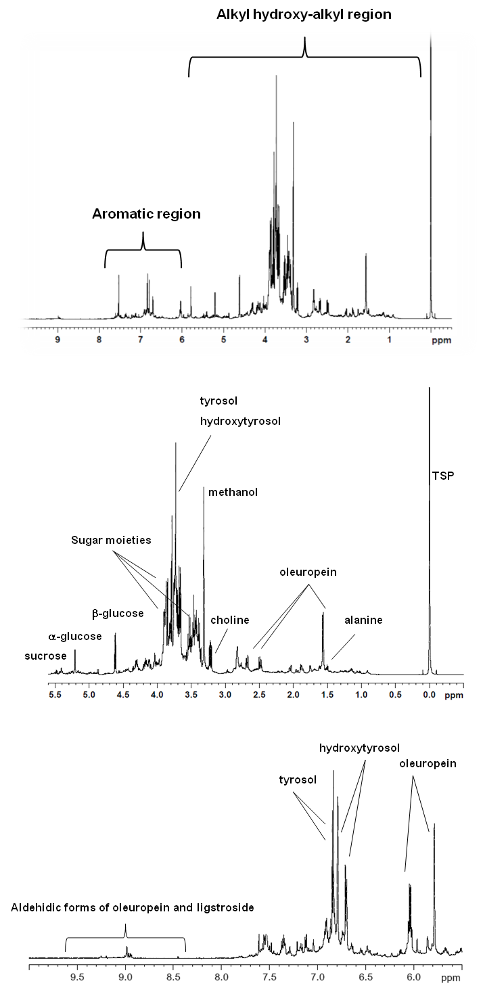 Alkyl hydroxy-alkyl region
Aromatic region
9 8 7 6 5 4 3 2 1 ppm
tyrosol
hydroxytyrosol
TSP
methanol
Sugar moieties
oleuropein
β-glucose
choline
alanine
α-glucose
sucrose
5.5 5.0 4.5 4.0 3.5 3.0 2.5 2.0 1.5 1.0 0.5 0.0 ppm
hydroxytyrosol
oleuropein
tyrosol
Aldehidic forms of oleuropein and ligstroside
9.5 9.0 8.5 8.0 7.5 7.0 6.5 6.0 ppm